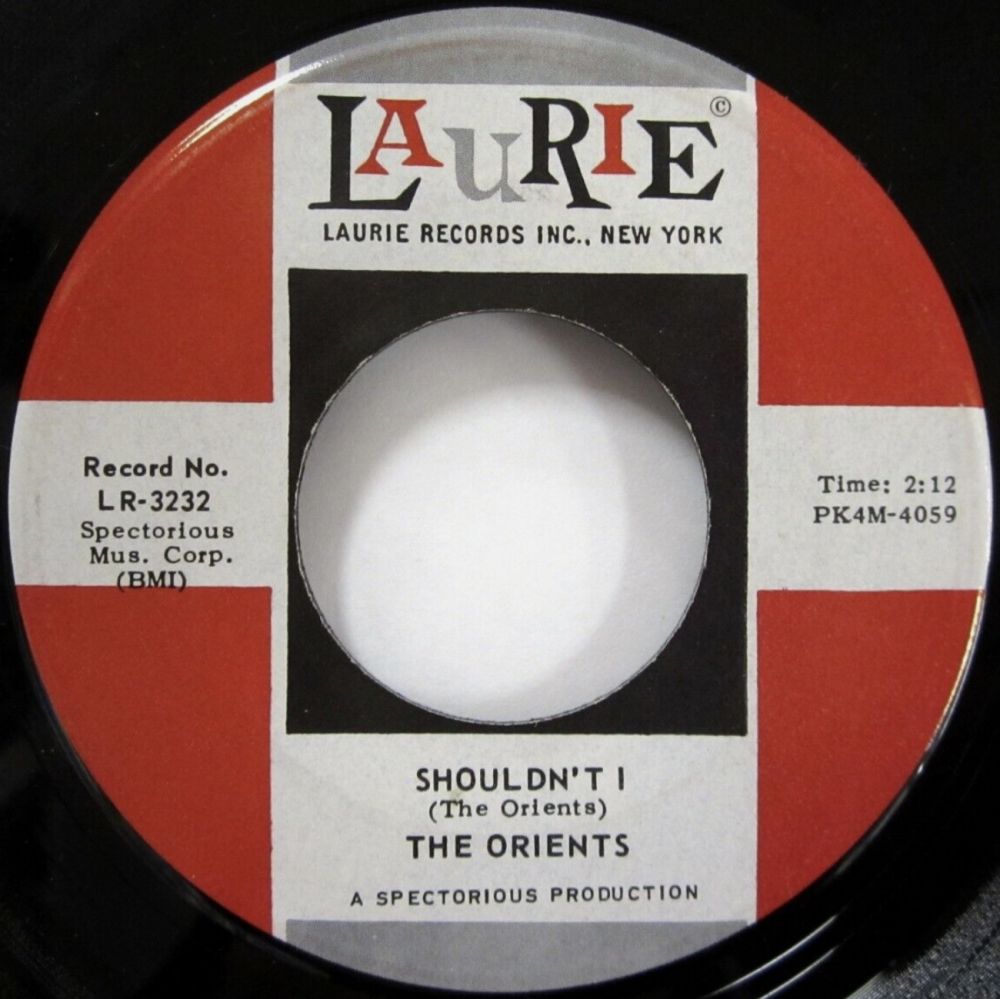 LAURIE ©
LAURIE RECORDS INC., NEW YORK
Record No.
LR-3232
Spectorious
Mus. Corp.
(BMI)
Time: 2:12
PK4M-4059
SHOULDN'T I
(The Orients)
THE ORIENTS
A SPECTORIOUS PRODUCTION